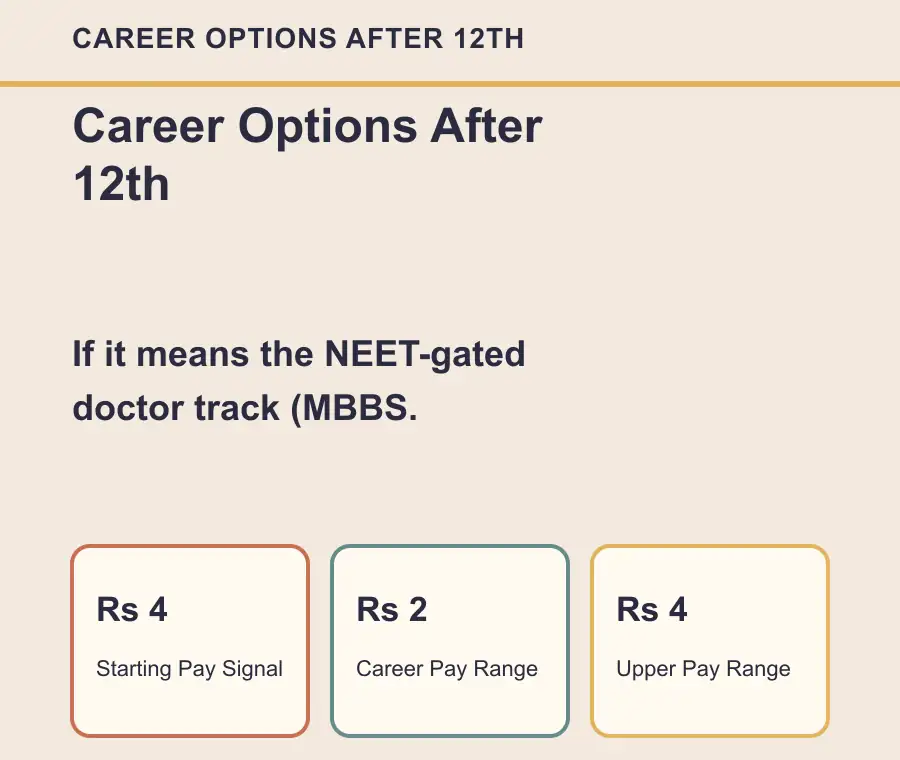 CAREER OPTIONS AFTER 12TH
Career Options After
12th
If it means the NEET-gated
doctor track (MBBS.
Rs 4
Starting Pay Signal
Rs 2
Career Pay Range
Rs 4
Upper Pay Range